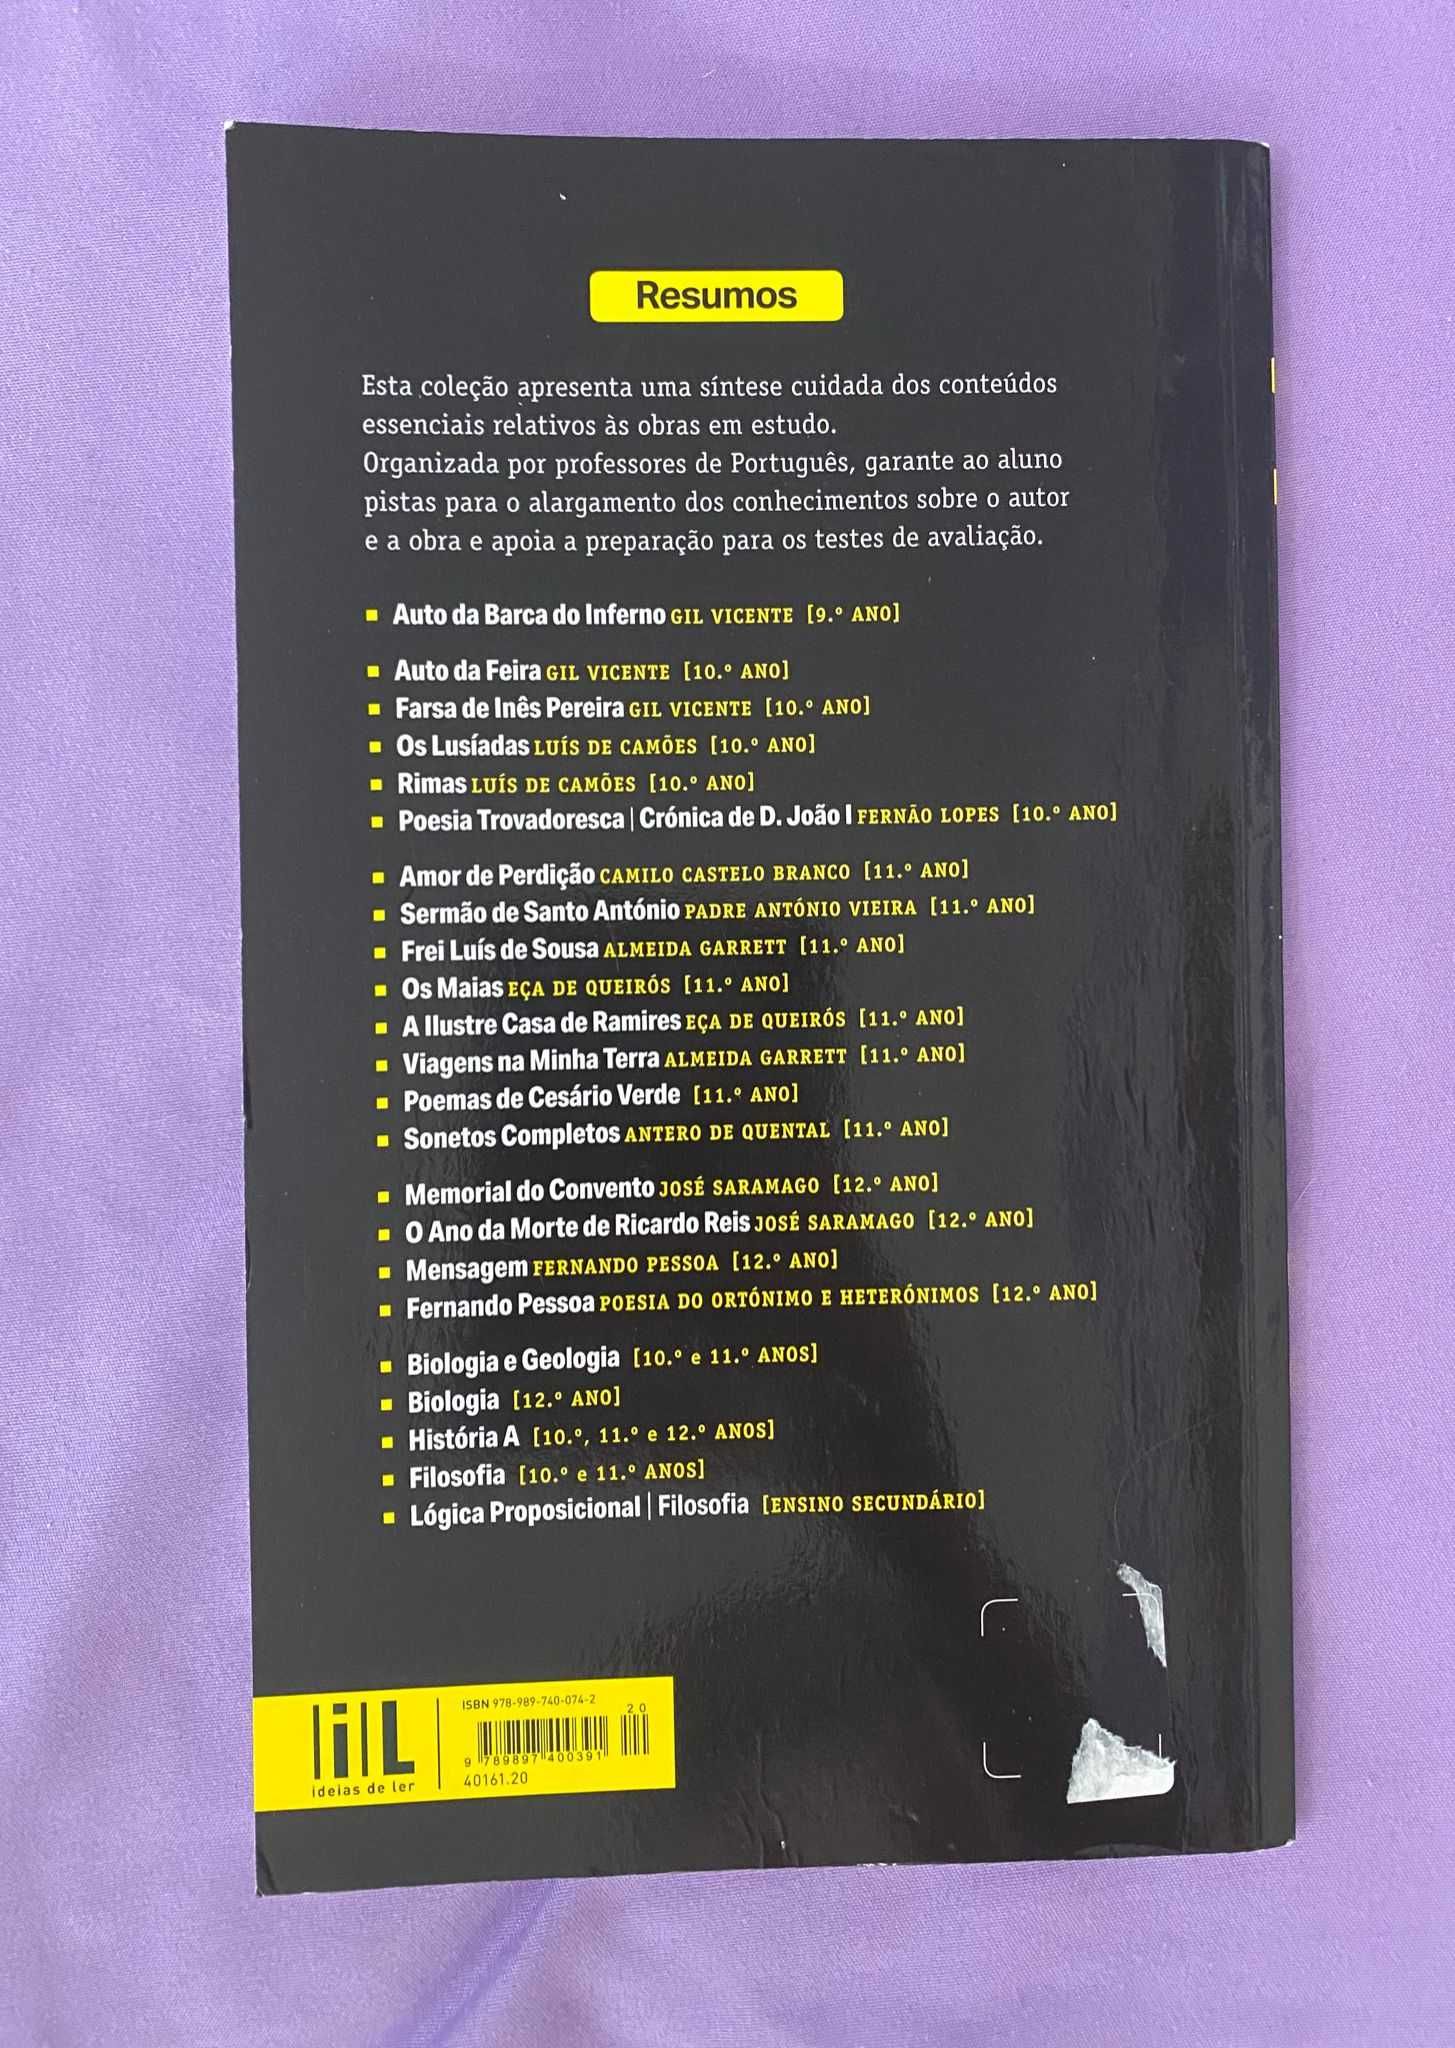 Resumos
Esta coleção apresenta uma síntese cuidada dos conteúdos
essenciais relativos às obras em estudo.
Organizada por professores de Português, garante ao aluno
pistas para o alargamento dos conhecimentos sobre o autor
e a obra e apoia a preparação para os testes de avaliação.
Auto da Barca do Inferno GIL VICENTE [9.º ANO]
Auto da Feira GIL VICENTE [10.º ANO]
Farsa de Inês Pereira GIL VICENTE [10.º ANO]
Os Lusíadas LUÍS DE CAMÕES [10.º ANO]
Rimas LUÍS DE CAMÕES [10.º ANO]
Poesia Trovadoresca | Crónica de D. João I FERNÃO LOPES [10.º ANO]
Amor de Perdição CAMILO CASTELO BRANCO [11.º ANO]
Sermão de Santo António PADRE ANTÓNIO VIEIRA [11.º ANO]
Frei Luís de Sousa ALMEIDA GARRETT [11.º ANO]
Os Maias EÇA DE QUEIRÓS [11.º ANO]
A Ilustre Casa de Ramires EÇA DE QUEIRÓS [11.º ANO]
Viagens na Minha Terra ALMEIDA GARRETT [11.º ANO]
Poemas de Cesário Verde [11.º ANO]
Sonetos Completos ANTERO DE QUENTAL [11.º ANO]
Memorial do Convento JOSÉ SARAMAGO [12.º ANO]
O Ano da Morte de Ricardo Reis JOSÉ SARAMAGO [12.º ANO]
Mensagem FERNANDO PESSOA [12.º ANO]
Fernando Pessoa POESIA DO ORTÓNIMO E HETERÓNIMOS [12.º ANO]
Biologia e Geologia [10.º e 11.º ANOS]
Biologia [12.º ANO]
História A [10.º, 11.º e 12.º ANOS]
Filosofia [10.º e 11.º ANOS]
Lógica Proposicional | Filosofia [ENSINO SECUNDÁRIO]
liL
ideias de ler
ISBN 978-989-740-074-2
20
9 789897 400391
40161.20